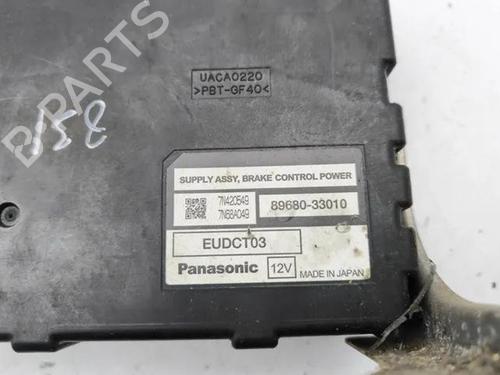 UACA0220
>PBT-GF40<
158
SUPPLY ASSY, BRAKE CONTROL POWER
7N420549
7N68A049
89680-33010
EUDCT03
Panasonic
12V
MADE IN JAPAN
B-PARTS